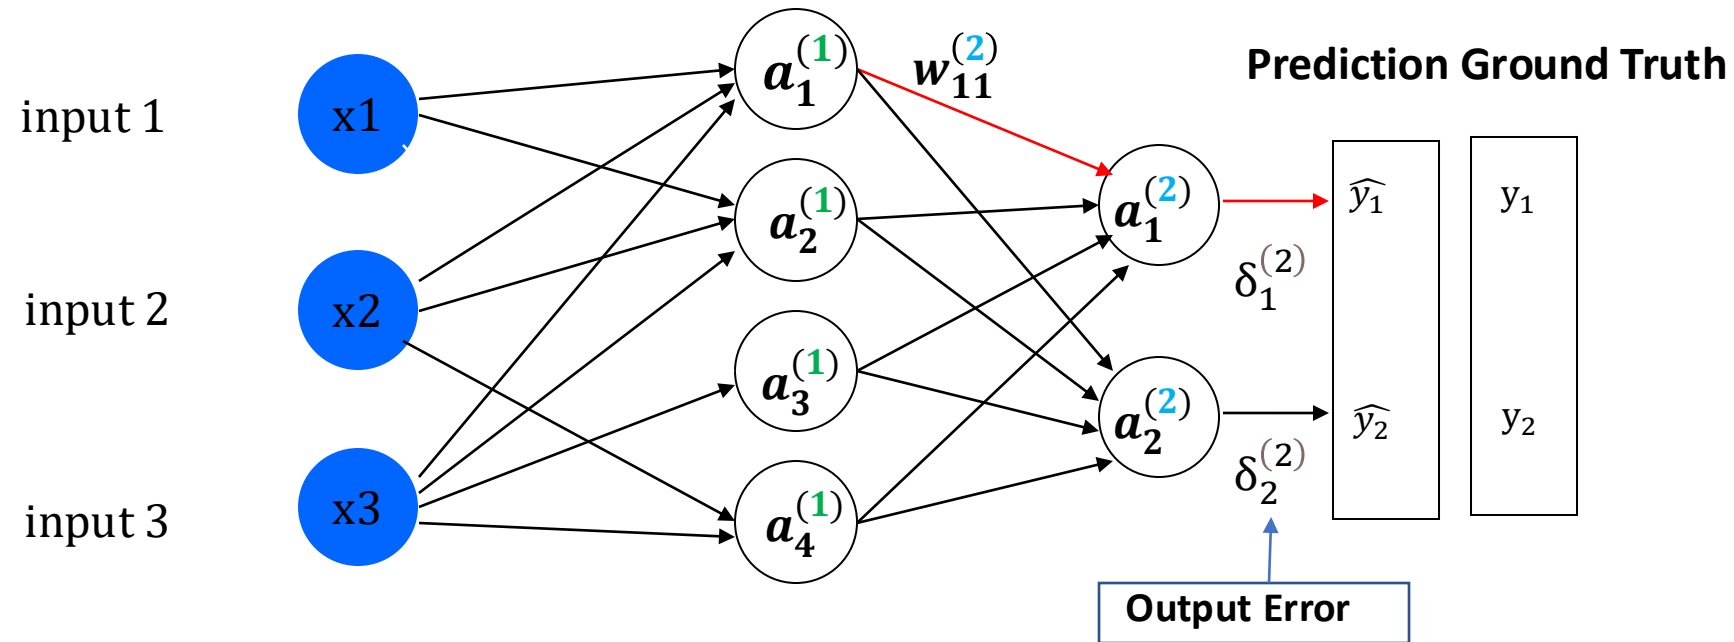 Prediction Ground Truth
input 1
input 2
input 3
x1
x2
x3
a₁⁽¹⁾
a₂⁽¹⁾
a₃⁽¹⁾
a₄⁽¹⁾
w₁₁⁽²⁾
a₁⁽²⁾
a₂⁽²⁾
δ₁⁽²⁾
δ₂⁽²⁾
ŷ₁
ŷ₂
y₁
y₂
Output Error